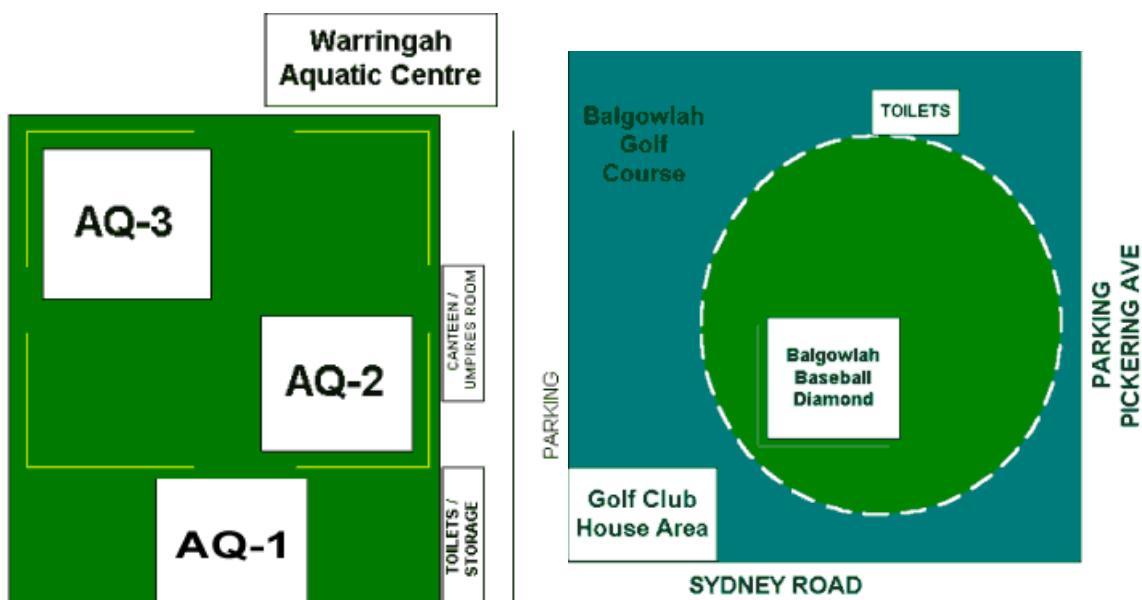 Warringah
Aquatic Centre
AQ-3
CANTEEN /
UMPIRES ROOM
AQ-2
TOILETS /
STORAGE
AQ-1
PARKING
Balgowlah
Golf
Course
TOILETS
Balgowlah
Baseball
Diamond
Golf Club
House Area
PARKING
PICKERING AVE
SYDNEY ROAD